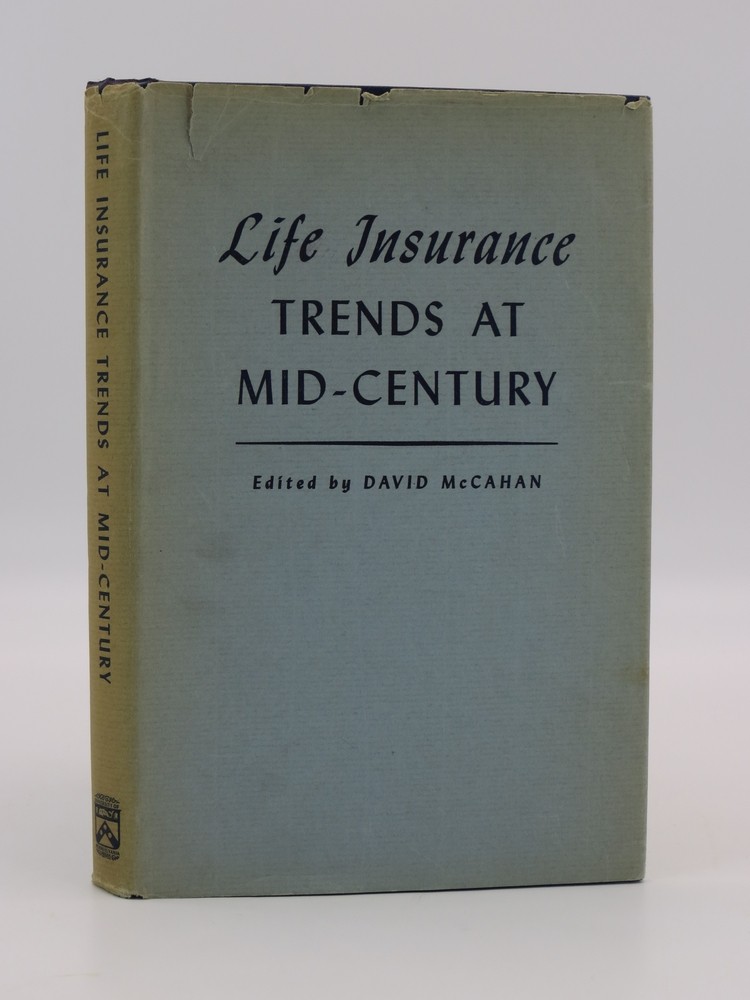 Life Insurance
TRENDS AT
MID-CENTURY
Edited by DAVID McCAHAN
LIFE INSURANCE TRENDS AT MID-CENTURY